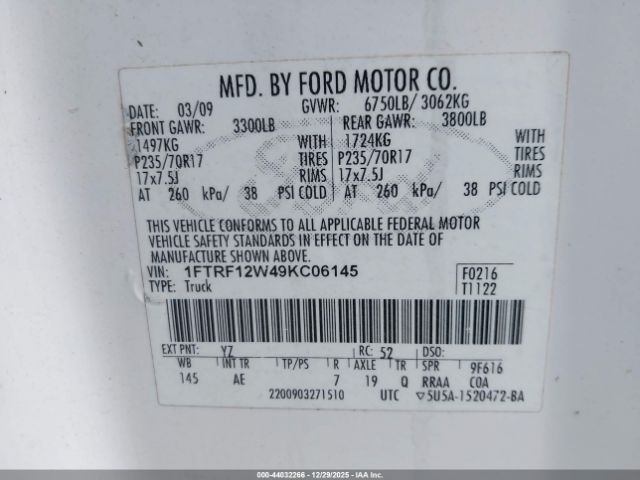 MFD. BY FORD MOTOR CO.
DATE: 03/09 GVWR: 6750LB/ 3062KG
FRONT GAWR: 3300LB REAR GAWR: 3800LB
1497KG WITH 1724KG WITH
P235/70R17 TIRES P235/70R17 TIRES
17x7.5J RIMS 17x7.5J RIMS
AT 260 kPa/ 38 PSI COLD AT 260 kPa/ 38 PSI COLD
THIS VEHICLE CONFORMS TO ALL APPLICABLE FEDERAL MOTOR
VEHICLE SAFETY STANDARDS IN EFFECT ON THE DATE OF
MANUFACTURE SHOWN ABOVE.
VIN: 1FTRF12W49KC06145 F0216
TYPE: Truck T1122
EXT PNT: YZ RC: 52 DSO:
WB INT TR TP/PS R AXLE TR SPR 9F616
145 AE 7 19 Q RRAA COA
2200903271510 UTC ▽5U5A-1520472-BA
000-44032266 - 12/29/2025 - IAA Inc.